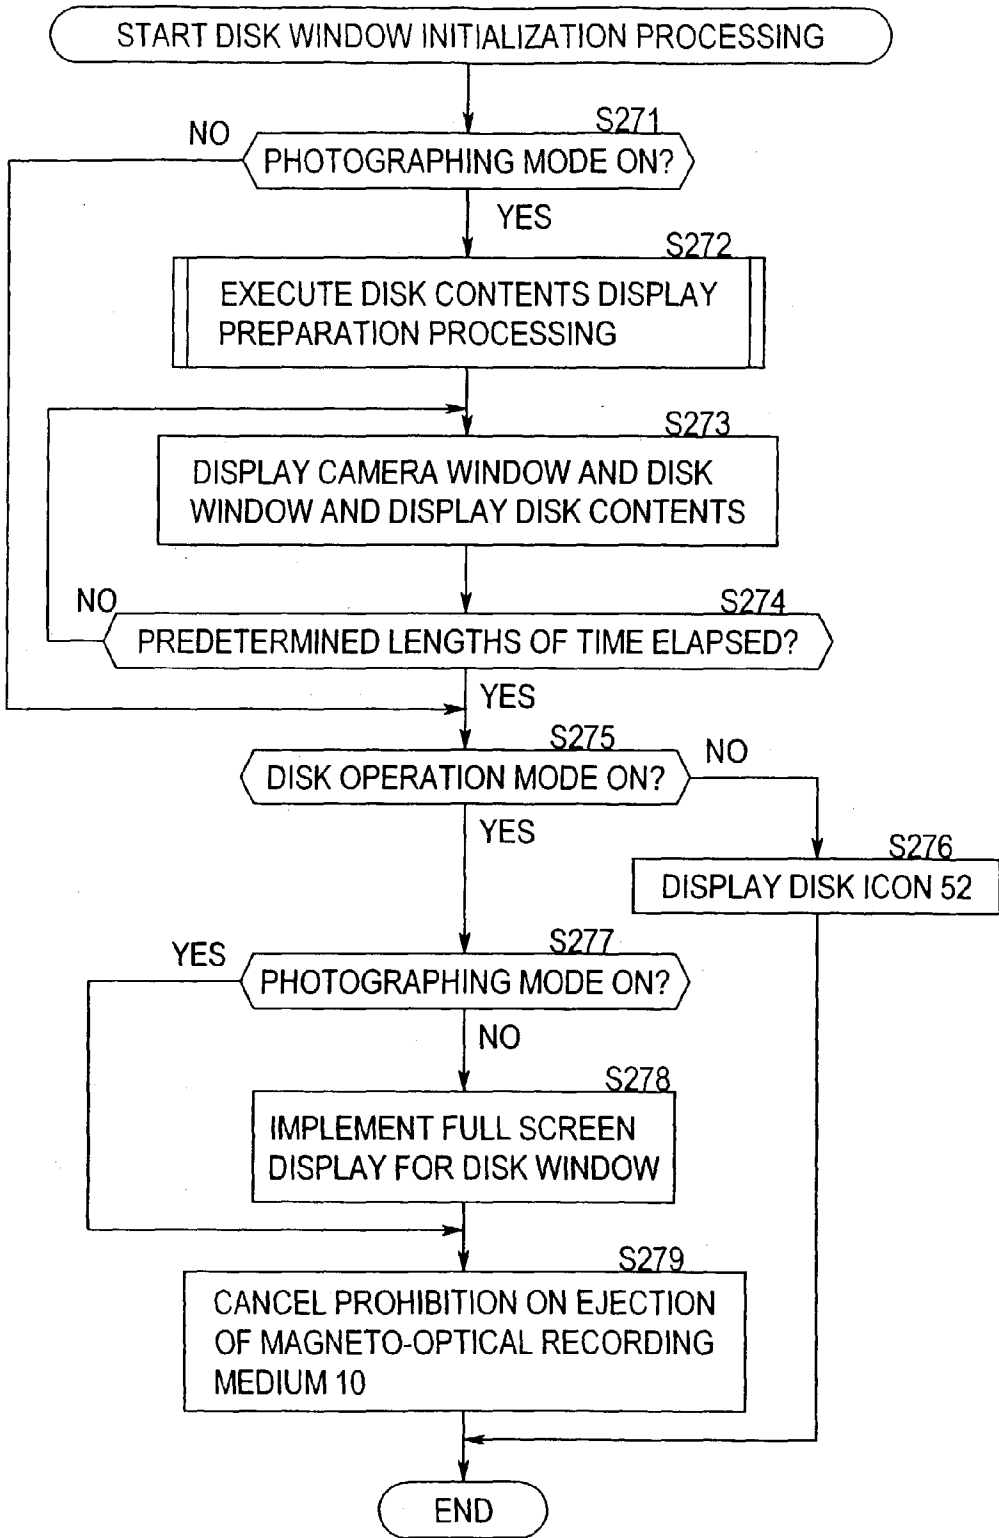 START DISK WINDOW INITIALIZATION PROCESSING
S271
NO
PHOTOGRAPHING MODE ON?
YES
S272
EXECUTE DISK CONTENTS DISPLAY
PREPARATION PROCESSING
S273
DISPLAY CAMERA WINDOW AND DISK
WINDOW AND DISPLAY DISK CONTENTS
NO
S274
PREDETERMINED LENGTHS OF TIME ELAPSED?
YES
S275
NO
DISK OPERATION MODE ON?
YES
S276
DISPLAY DISK ICON 52
S277
YES
PHOTOGRAPHING MODE ON?
NO
S278
IMPLEMENT FULL SCREEN
DISPLAY FOR DISK WINDOW
S279
CANCEL PROHIBITION ON EJECTION
OF MAGNETO-OPTICAL RECORDING
MEDIUM 10
END